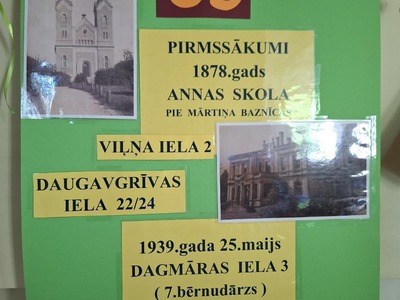 PIRMSSĀKUMI
1878.gads
ANNAS SKOLA
PIE MĀRTIŅA BAZNĪCAS
VIĻŅA IELA 2
DAUGAVGRĪVAS
IELA 22/24
1939.gada 25.maijs
DAGMĀRAS IELA 3
( 7.bērnudārzs )